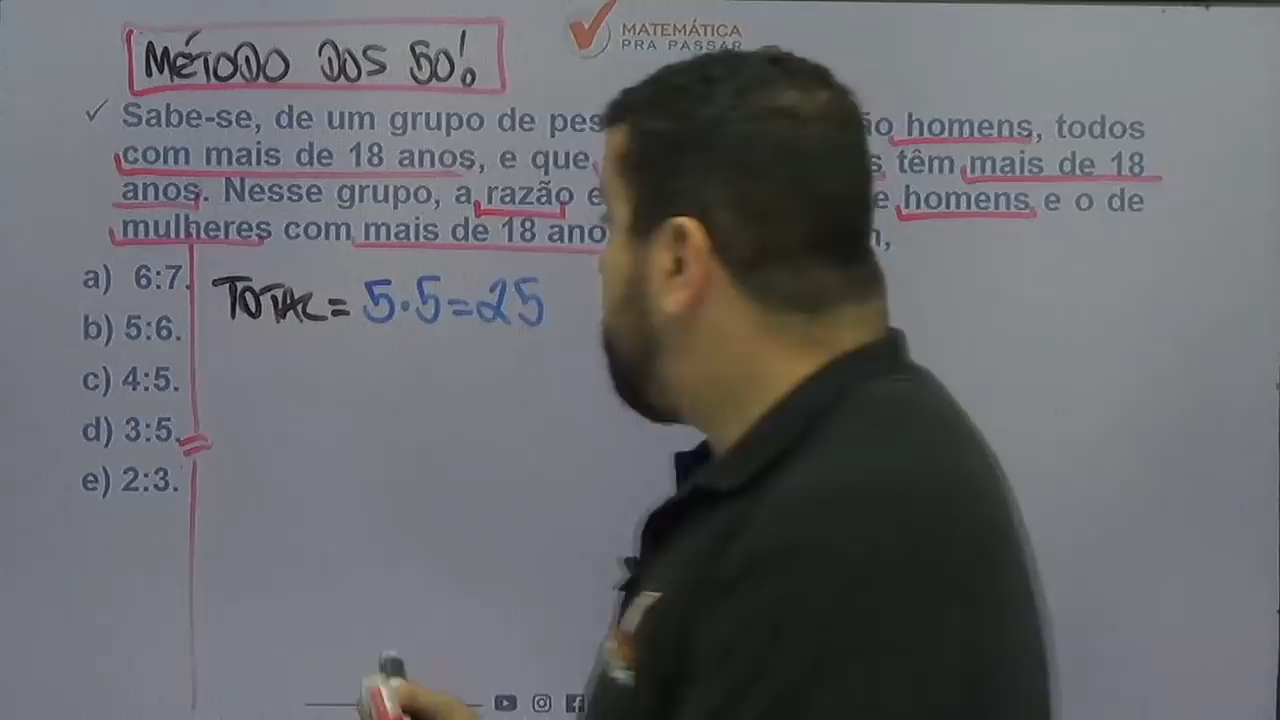 MÉTODO DOS 50!
MATEMÁTICA
PRA PASSAR
✓ Sabe-se, de um grupo de homens, todos
com mais de 18 anos, e que têm mais de 18
anos. Nesse grupo, a razão homens e o de
mulheres com mais de 18
a) 6:7.
TOTAL = 5·5=25
b) 5:6.
c) 4:5.
d) 3:5.
e) 2:3.